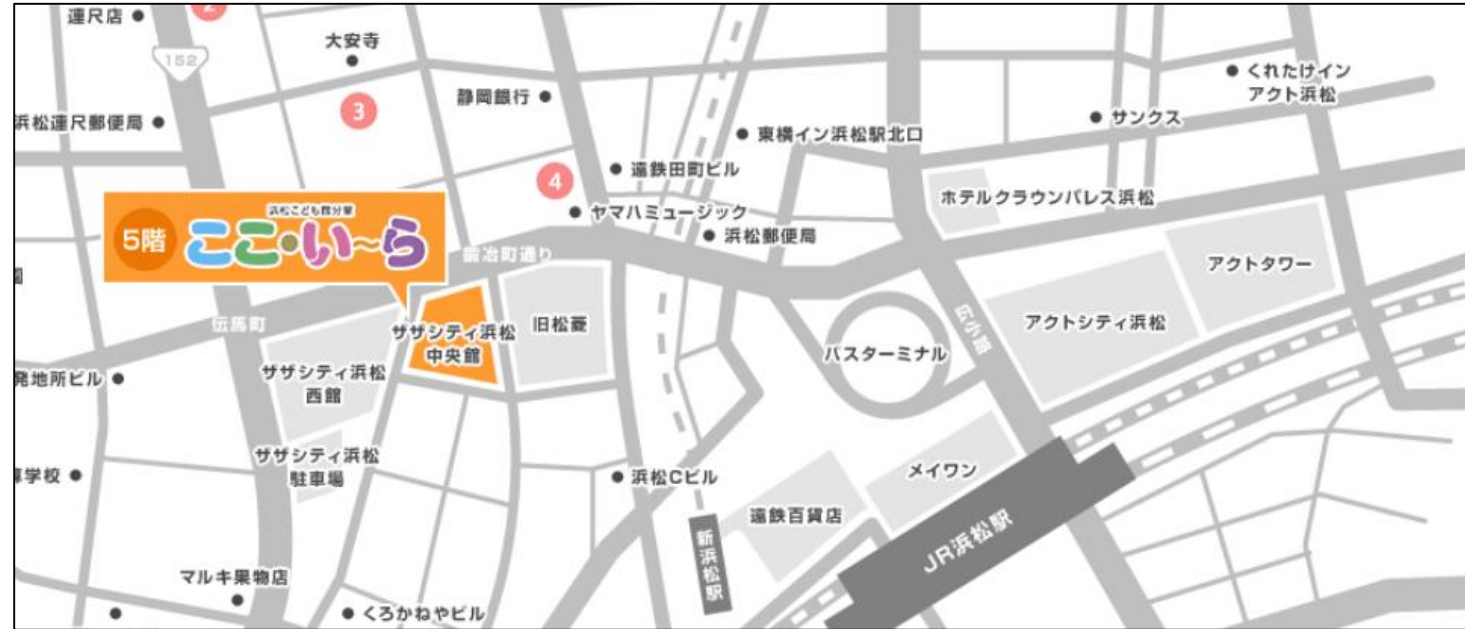 連尺店
2
152
大安寺
くれたけイン
アクト浜松
静岡銀行
3
サンクス
浜松連尺郵便局
東横イン浜松駅北口
遠鉄田町ビル
4
ホテルクラウンパレス浜松
ヤマハミュージック
浜松こども館分室
5階
ここ・い〜ら
浜松郵便局
鍛冶町通り
アクトタワー
伝馬町
ザザシティ浜松
中央館
旧松菱
広小路
アクトシティ浜松
バスターミナル
ザザシティ浜松
西館
発地所ビル
ザザシティ浜松
駐車場
学校
浜松Cビル
メイワン
遠鉄百貨店
JR浜松駅
新浜松駅
マルキ果物店
くろかねやビル